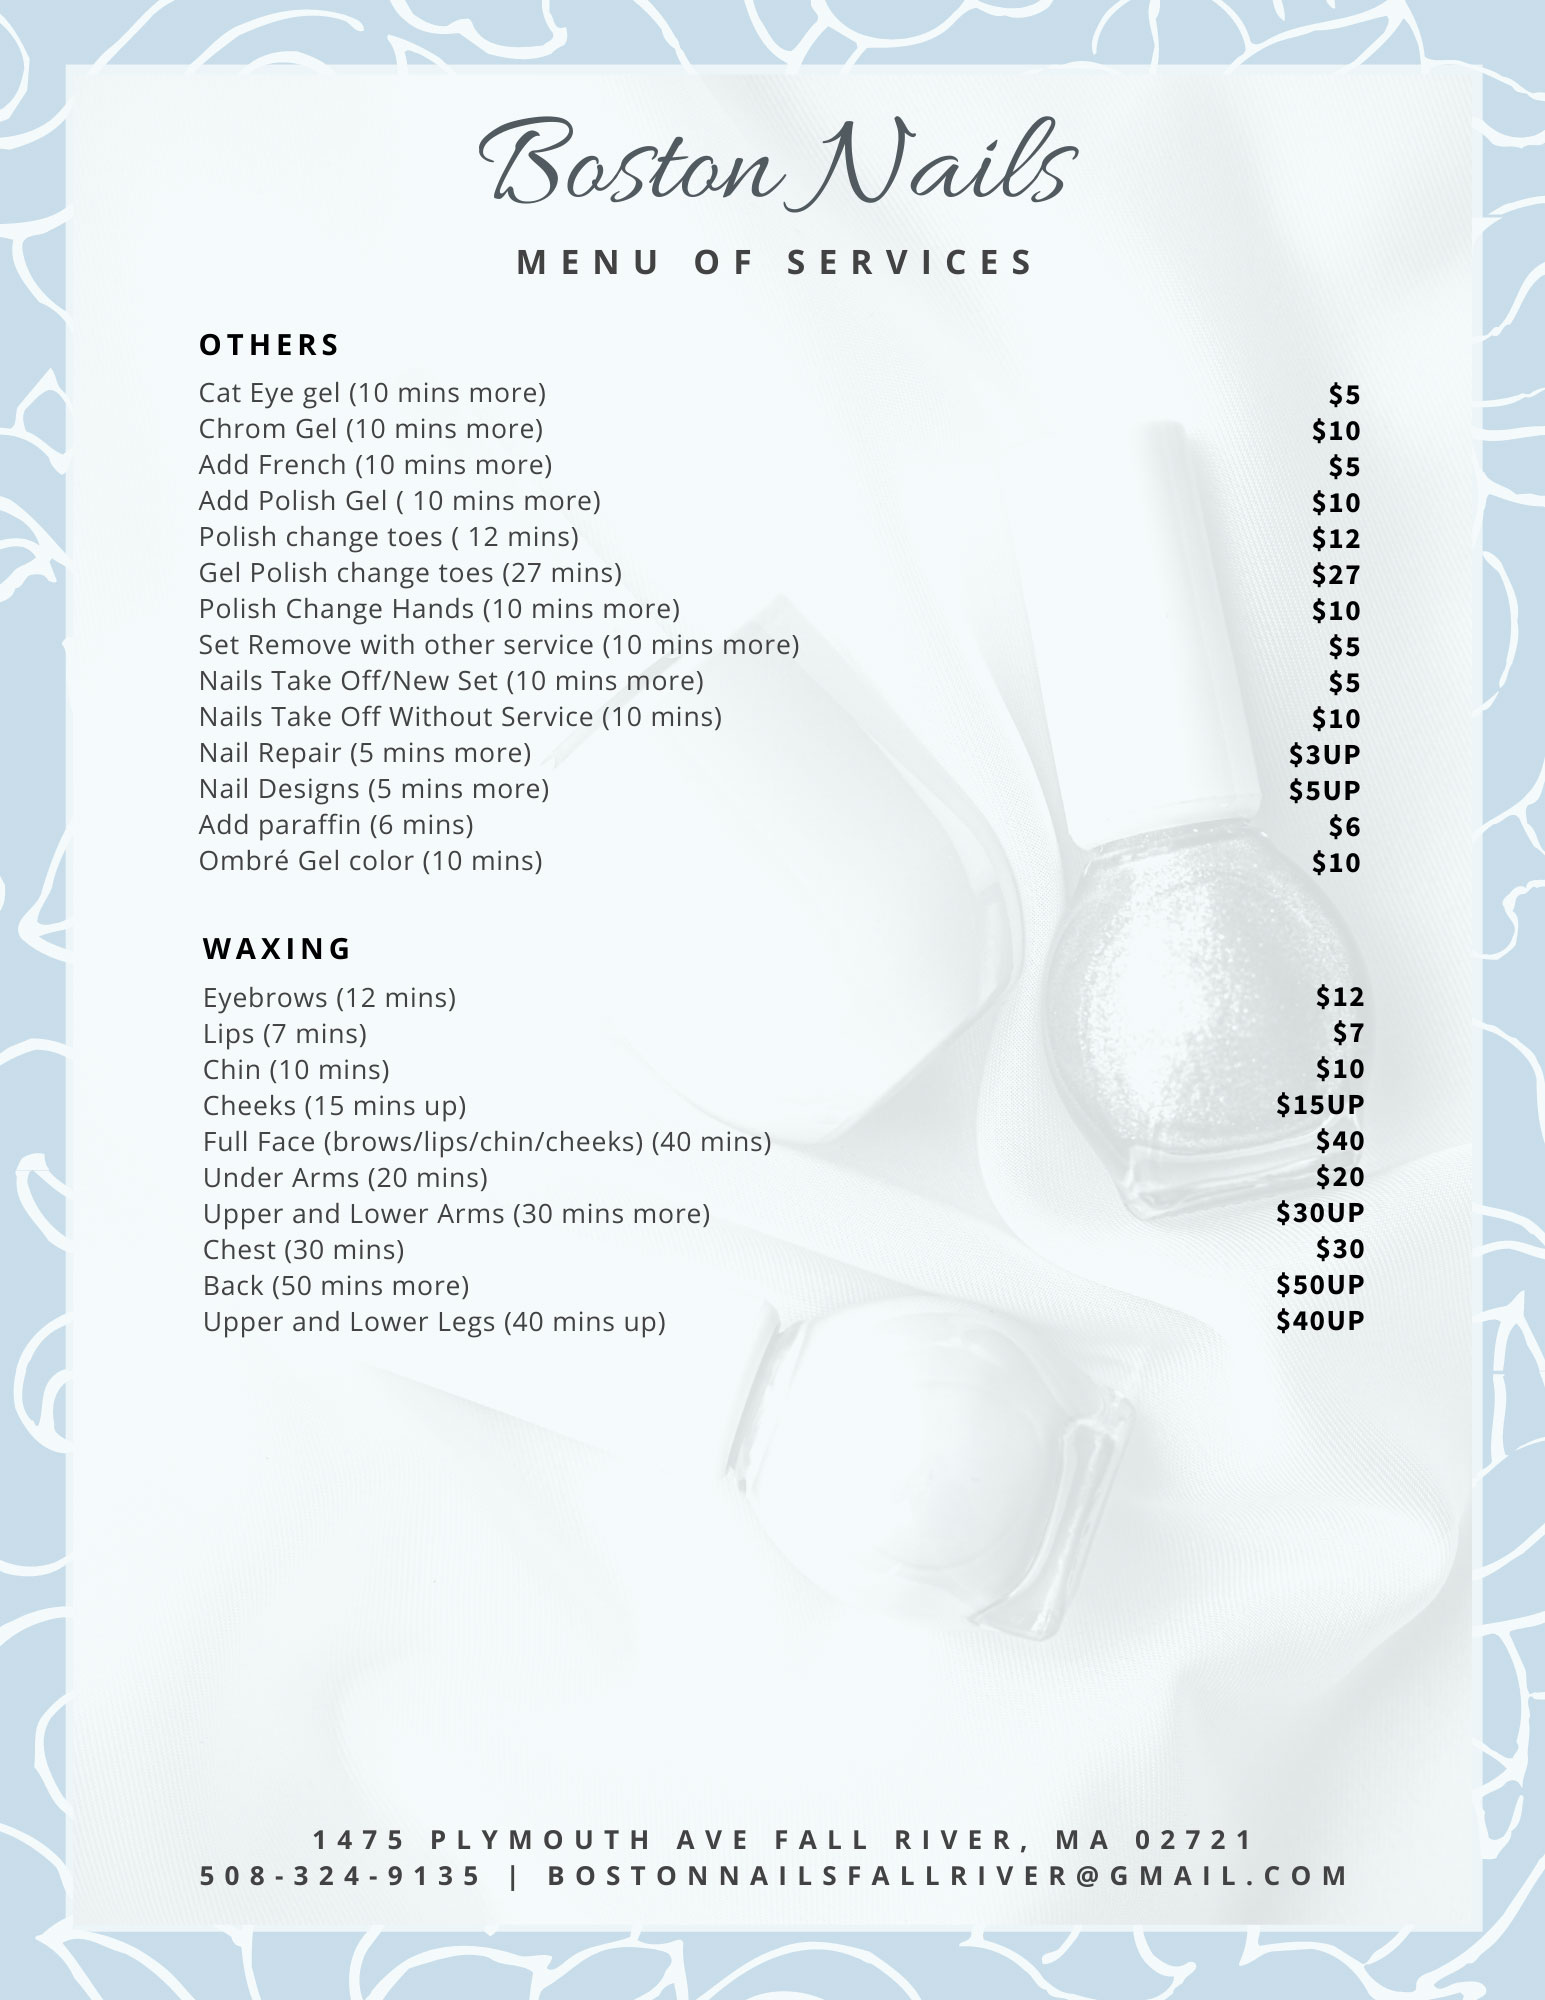 Boston Nails
MENU OF SERVICES
OTHERS
Cat Eye gel (10 mins more) $5
Chrom Gel (10 mins more) $10
Add French (10 mins more) $5
Add Polish Gel ( 10 mins more) $10
Polish change toes ( 12 mins) $12
Gel Polish change toes (27 mins) $27
Polish Change Hands (10 mins more) $10
Set Remove with other service (10 mins more) $5
Nails Take Off/New Set (10 mins more) $5
Nails Take Off Without Service (10 mins) $10
Nail Repair (5 mins more) $3UP
Nail Designs (5 mins more) $5UP
Add paraffin (6 mins) $6
Ombré Gel color (10 mins) $10
WAXING
Eyebrows (12 mins) $12
Lips (7 mins) $7
Chin (10 mins) $10
Cheeks (15 mins up) $15UP
Full Face (brows/lips/chin/cheeks) (40 mins) $40
Under Arms (20 mins) $20
Upper and Lower Arms (30 mins more) $30UP
Chest (30 mins) $30
Back (50 mins more) $50UP
Upper and Lower Legs (40 mins up) $40UP
1475 PLYMOUTH AVE FALL RIVER, MA 02721
508-324-9135 | BOSTONNAILSFALLRIVER@GMAIL.COM